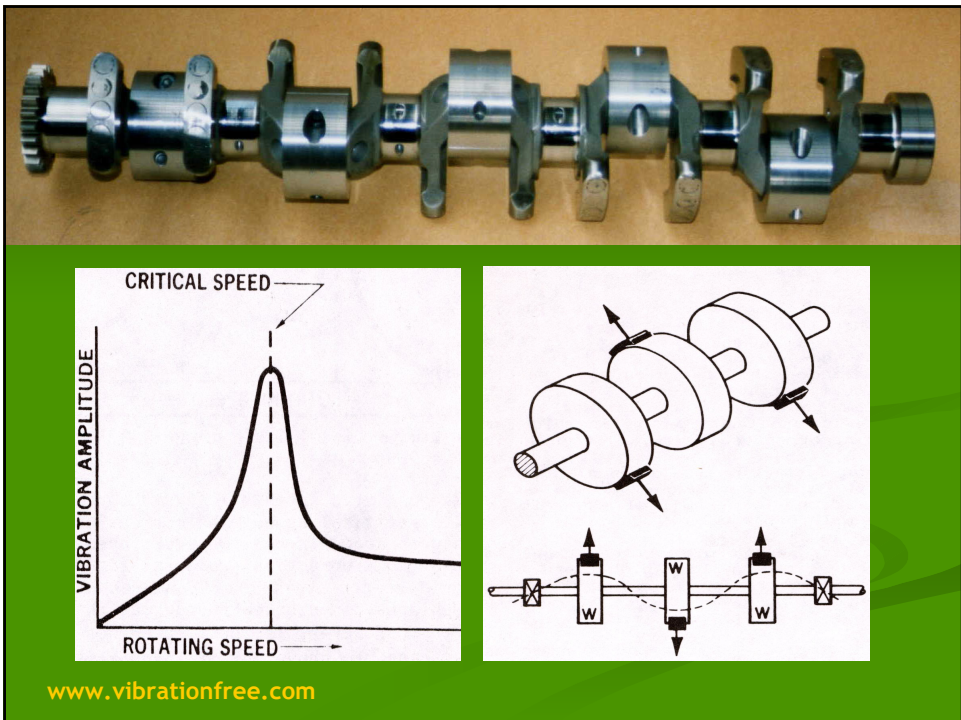 CRITICAL SPEED
VIBRATION AMPLITUDE
ROTATING SPEED
W
W
W
www.vibrationfree.com